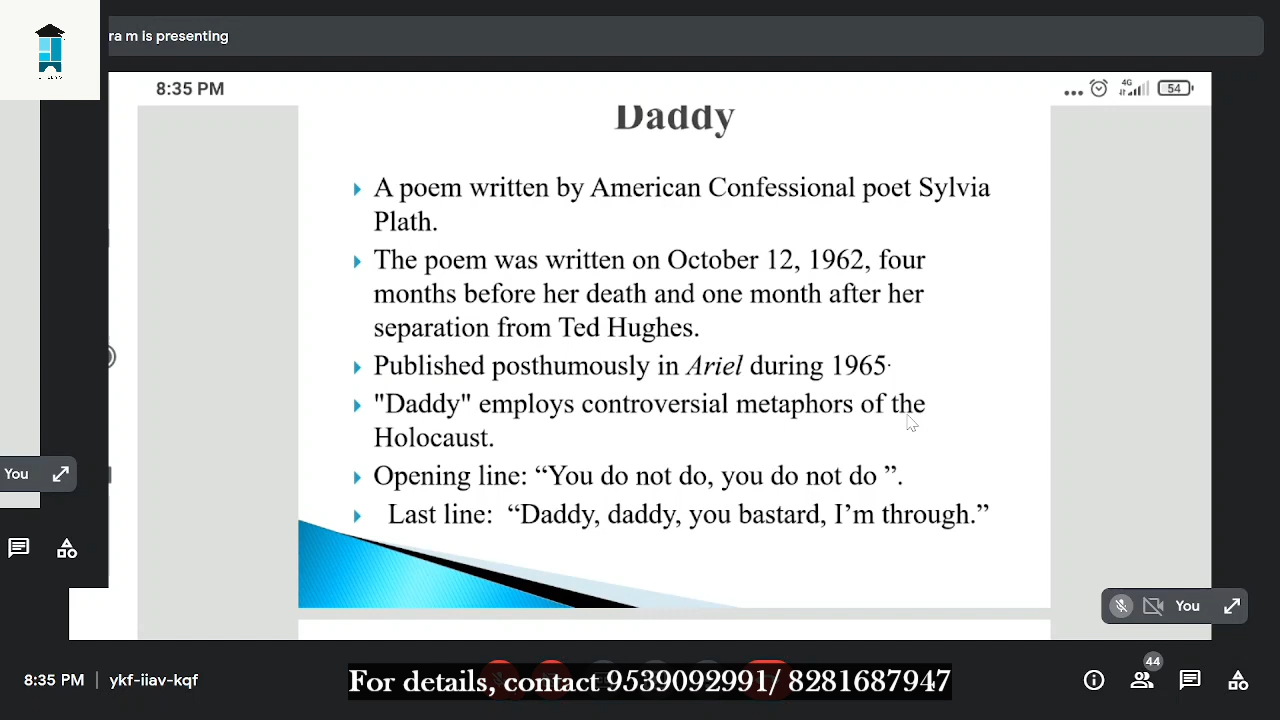 ra m is presenting
8:35 PM
4G
54
Daddy
A poem written by American Confessional poet Sylvia
Plath.
The poem was written on October 12, 1962, four
months before her death and one month after her
separation from Ted Hughes.
Published posthumously in Ariel during 1965.
"Daddy" employs controversial metaphors of the
Holocaust.
Opening line: “You do not do, you do not do ”.
Last line: “Daddy, daddy, you bastard, I’m through.”
You
You
8:35 PM | ykf-iiav-kqf
For details, contact 9539092991/ 8281687947
44